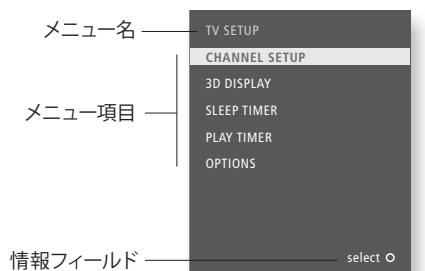 メニュー名
TV SETUP
CHANNEL SETUP
3D DISPLAY
SLEEP TIMER
メニュー項目
PLAY TIMER
OPTIONS
情報フィールド
select